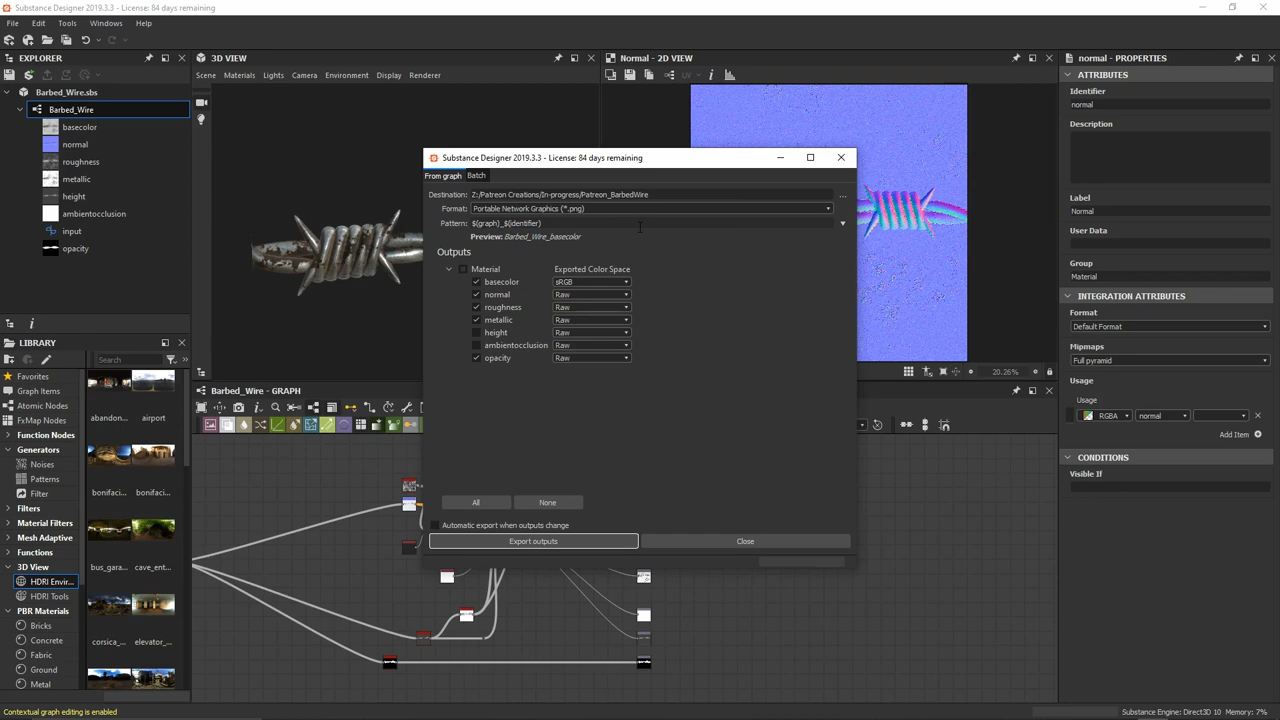 Substance Designer 2019.3.3 - License: 84 days remaining
File Edit Tools Windows Help
EXPLORER
Barbed_Wire.sbs
Barbed_Wire
basecolor
normal
roughness
metallic
height
ambientocclusion
input
opacity
3D VIEW
Scene Materials Lights Camera Environment Display Renderer
Normal - 2D VIEW
UV
20.26%
Substance Designer 2019.3.3 - License: 84 days remaining
From graph Batch
Destination: Z:/Patreon Creations/In-progress/Patreon_BarbedWire ...
Format: Portable Network Graphics (*.png)
Pattern: $(graph)_$(identifier)
Preview: Barbed_Wire_basecolor
Outputs
Material Exported Color Space
basecolor sRGB
normal Raw
roughness Raw
metallic Raw
height Raw
ambientocclusion Raw
opacity Raw
All None
Automatic export when outputs change
Export outputs Close
LIBRARY
Search
Favorites
Graph Items
Atomic Nodes
FxMap Nodes
Function Nodes
Generators
Noises
Patterns
Filter
Filters
Material Filters
Mesh Adaptive
Functions
3D View
HDRI Envir...
HDRI Tools
PBR Materials
Bricks
Concrete
Fabric
Ground
Metal
abandon... airport
bonifaci... bonifaci...
bus_gara... cave_ent...
corsica_... elevator_...
Barbed_Wire - GRAPH
normal - PROPERTIES
ATTRIBUTES
Identifier
normal
Description
Label
Normal
User Data
Group
Material
INTEGRATION ATTRIBUTES
Format
Default Format
Mipmaps
Full pyramid
Usage
Usage
RGBA normal
Add Item
CONDITIONS
Visible If
Contextual graph editing is enabled
Substance Engine: Direct3D 10 Memory: 7%